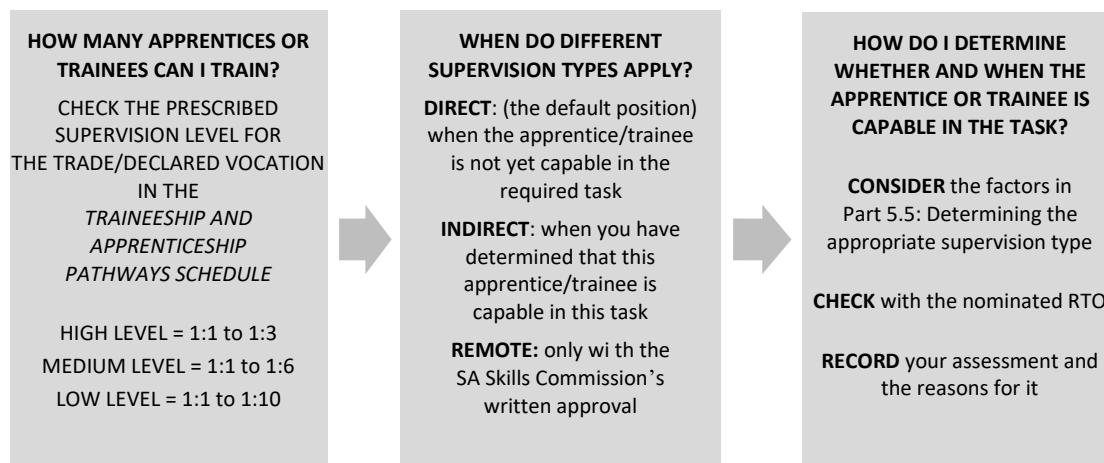 HOW MANY APPRENTICES OR
TRAINEES CAN I TRAIN?
CHECK THE PRESCRIBED
SUPERVISION LEVEL FOR
THE TRADE/DECLARED VOCATION
IN THE
TRAINEESHIP AND
APPRENTICESHIP
PATHWAYS SCHEDULE
HIGH LEVEL = 1:1 to 1:3
MEDIUM LEVEL = 1:1 to 1:6
LOW LEVEL = 1:1 to 1:10
WHEN DO DIFFERENT
SUPERVISION TYPES APPLY?
DIRECT: (the default position)
when the apprentice/trainee
is not yet capable in the
required task
INDIRECT: when you have
determined that this
apprentice/trainee is
capable in this task
REMOTE: only wi th the
SA Skills Commission’s
written approval
HOW DO I DETERMINE
WHETHER AND WHEN THE
APPRENTICE OR TRAINEE IS
CAPABLE IN THE TASK?
CONSIDER the factors in
Part 5.5: Determining the
appropriate supervision type
CHECK with the nominated RTO
RECORD your assessment and
the reasons for it